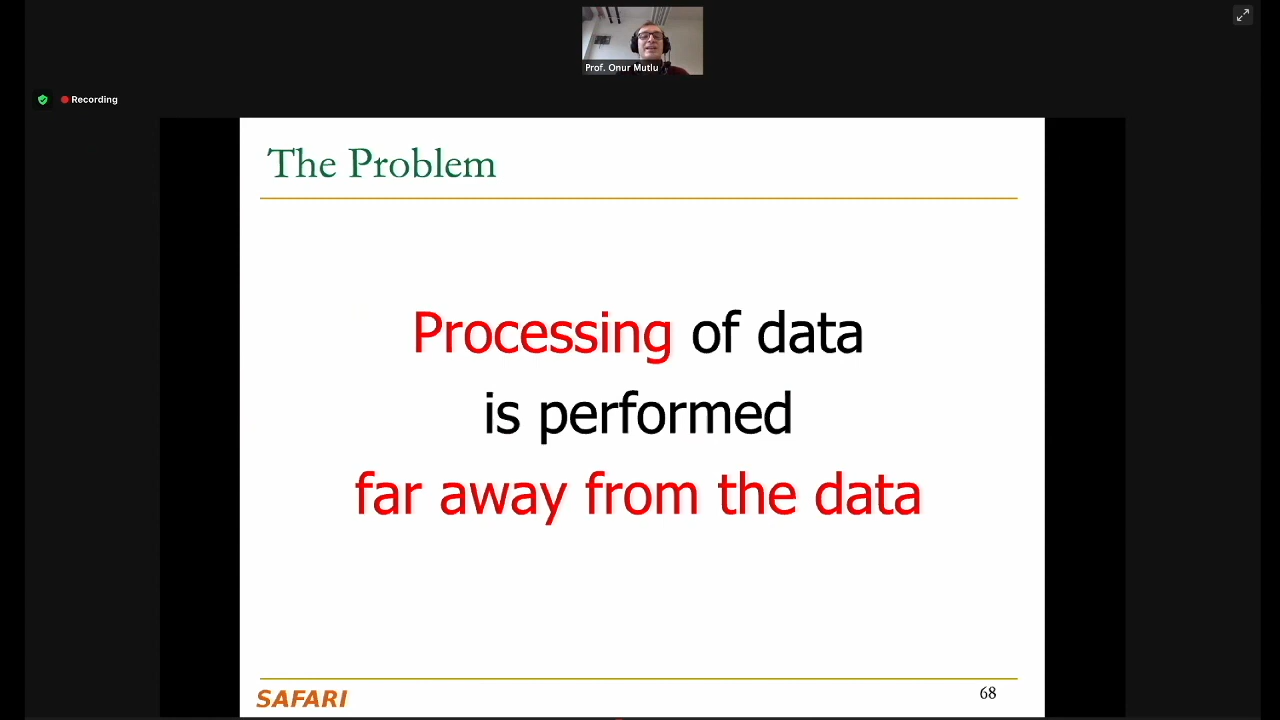 Prof. Onur Mutlu
Recording
The Problem
Processing of data
is performed
far away from the data
SAFARI
68